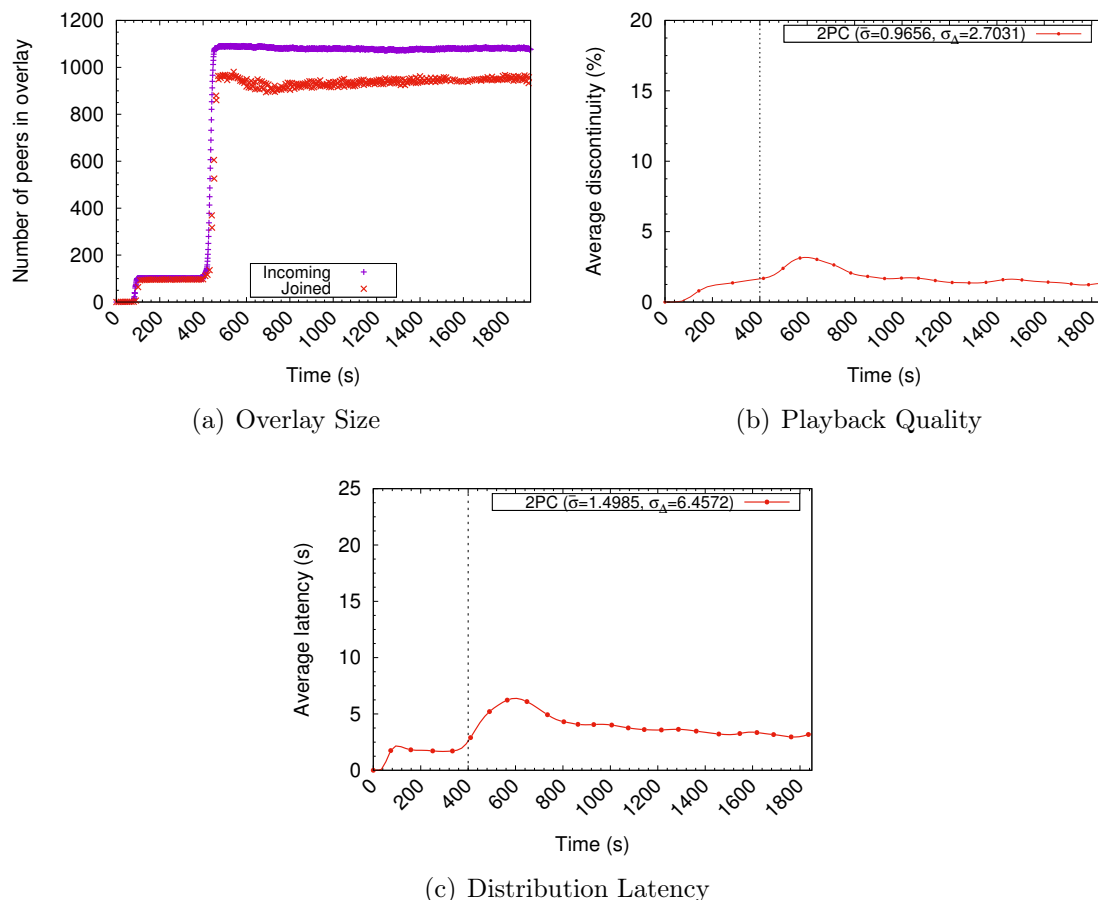 Number of peers in overlay
1200
1000
800
600
400
200
0
Incoming
Joined
0 200 400 600 800 1000 1200 1400 1600 1800
Time (s)
(a) Overlay Size
Average discontinuity (%)
20
15
10
5
0
2PC (σ̄=0.9656, σΔ=2.7031)
0 200 400 600 800 1000 1200 1400 1600 1800
Time (s)
(b) Playback Quality
Average latency (s)
25
20
15
10
5
0
2PC (σ̄=1.4985, σΔ=6.4572)
0 200 400 600 800 1000 1200 1400 1600 1800
Time (s)
(c) Distribution Latency